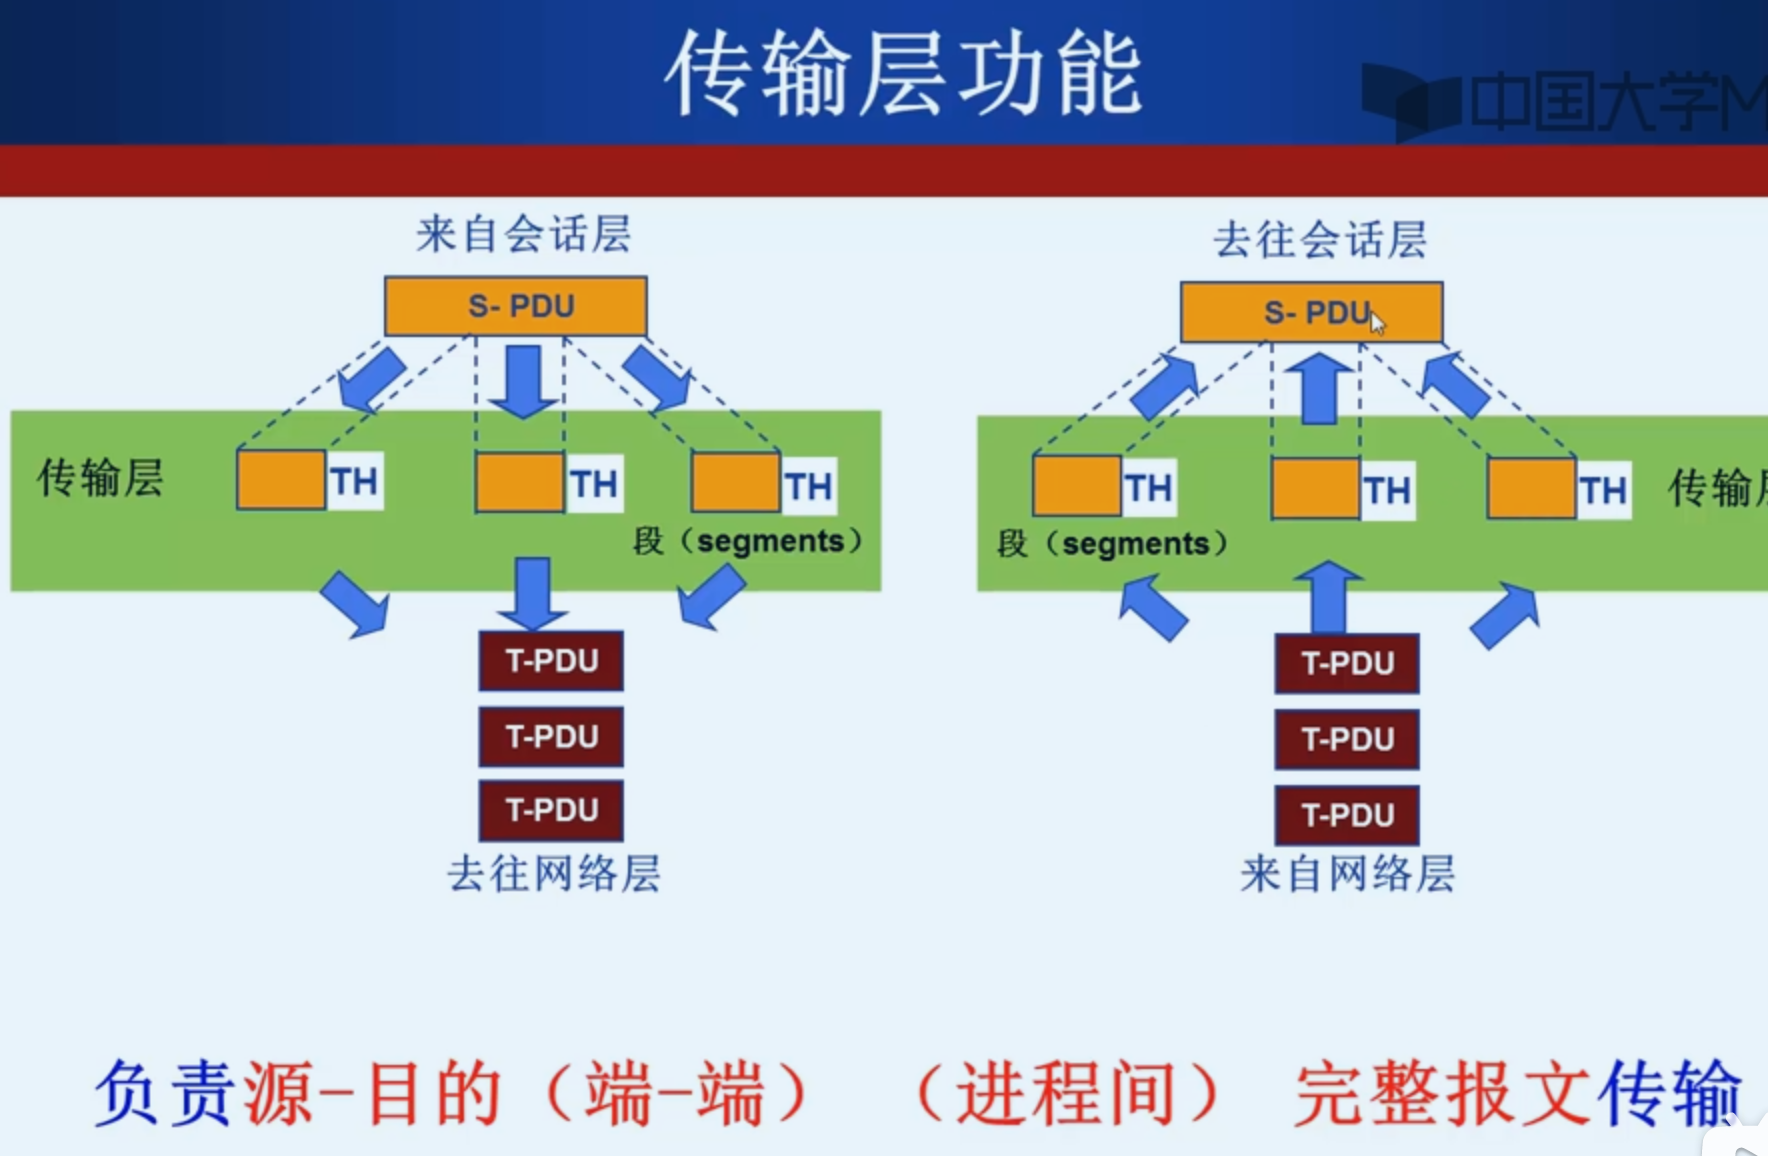 传输层功能
中国大学M
来自会话层
S- PDU
传输层
TH
TH
TH
段（segments）
T-PDU
T-PDU
T-PDU
去往网络层
去往会话层
S- PDU
TH
TH
TH
传输层
段（segments）
T-PDU
T-PDU
T-PDU
来自网络层
负责源-目的（端-端）（进程间）完整报文传输